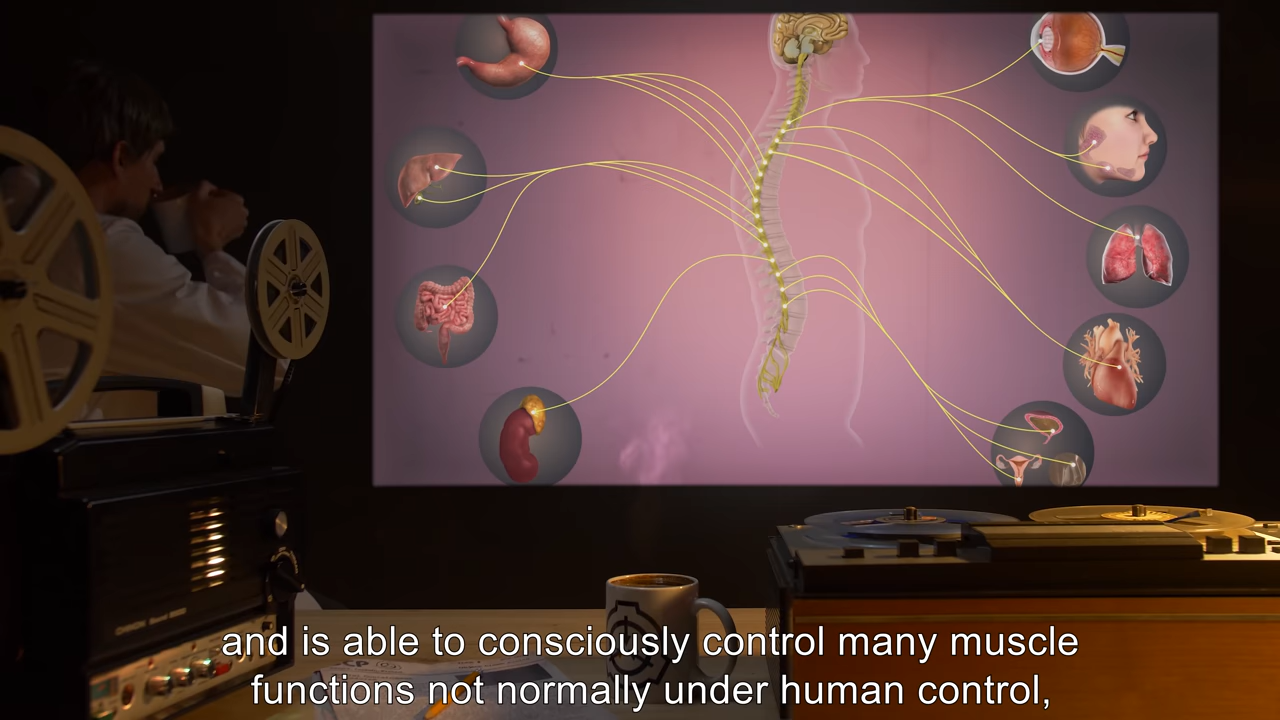 and is able to consciously control many muscle
functions not normally under human control,